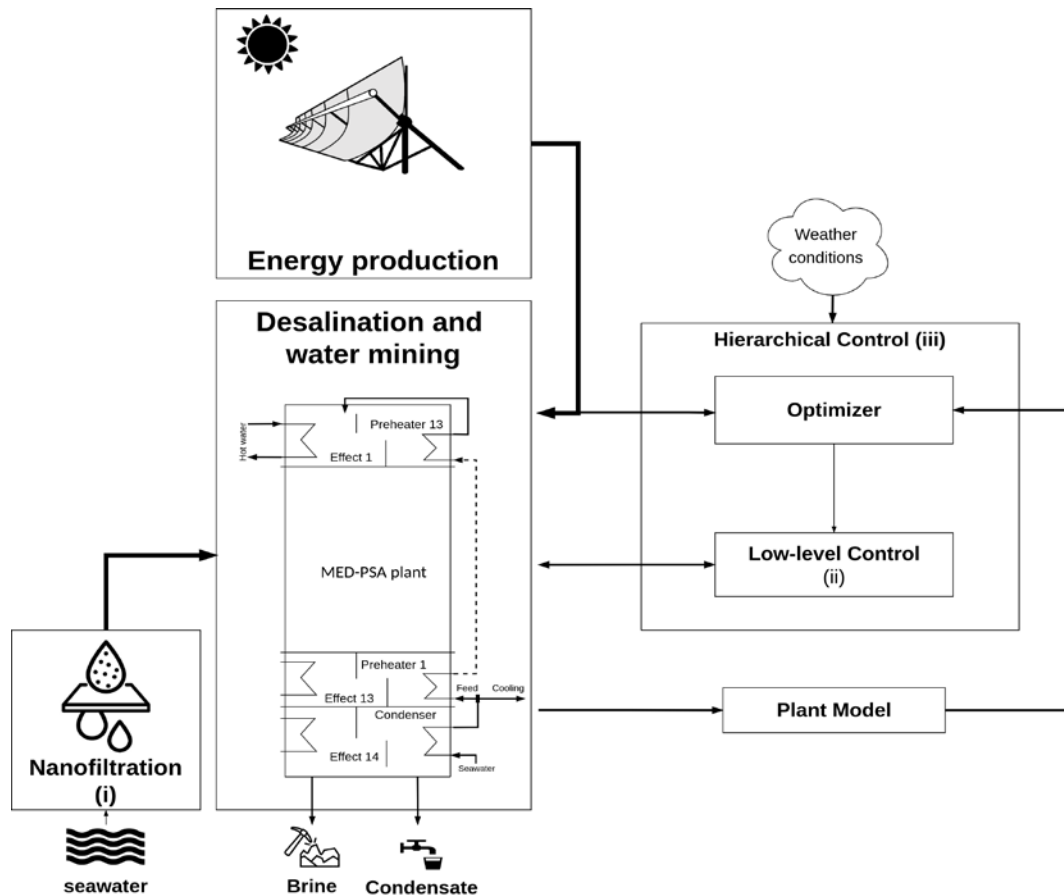 Energy production
Desalination and
water mining
Preheater 13
Hot water
Effect 1
MED-PSA plant
Preheater 1
Feed
Cooling
Effect 13
Condenser
Effect 14
Seawater
Nanofiltration
(i)
seawater
Brine
Condensate
Weather
conditions
Hierarchical Control (iii)
Optimizer
Low-level Control
(ii)
Plant Model